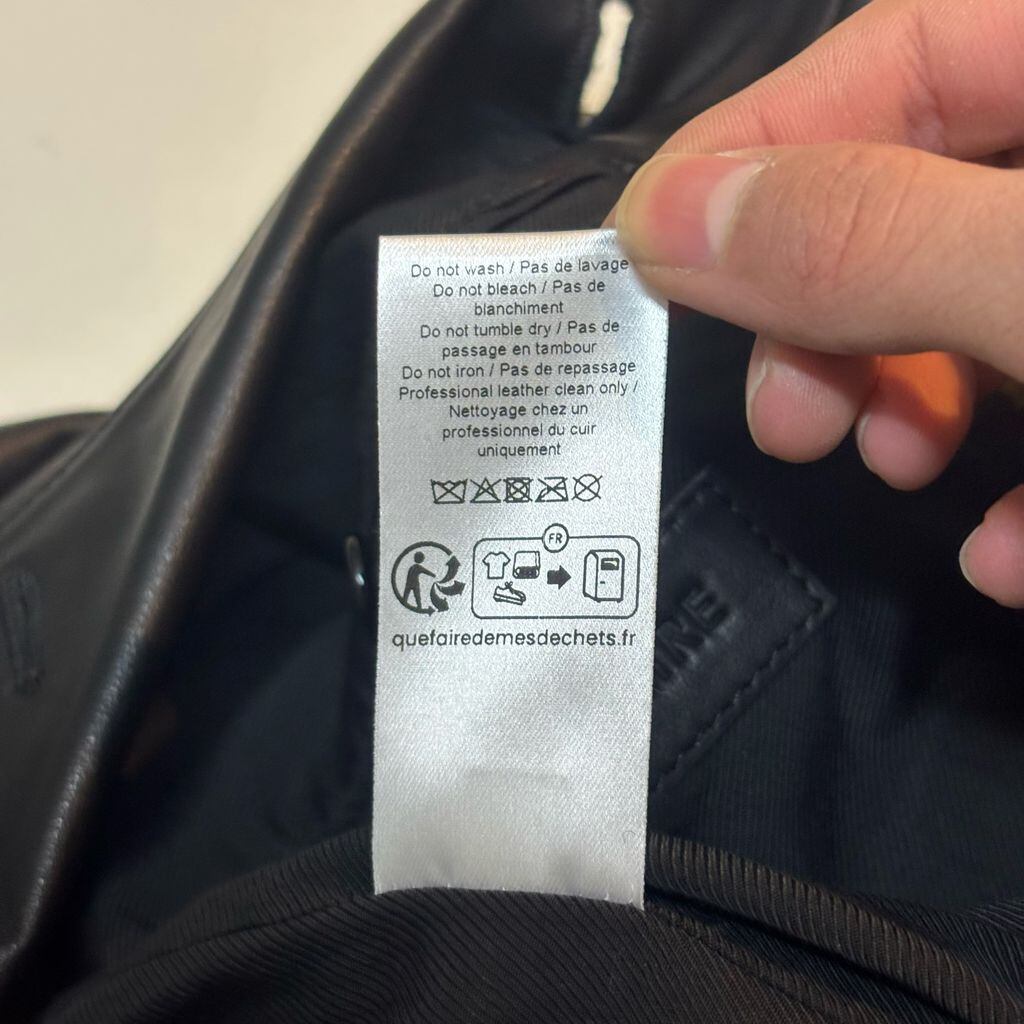 Do not wash / Pas de lavage
Do not bleach / Pas de
blanchiment
Do not tumble dry / Pas de
passage en tambour
Do not iron / Pas de repassage
Professional leather clean only /
Nettoyage chez un
professionnel du cuir
uniquement
FR
quefairedemesdechets.fr